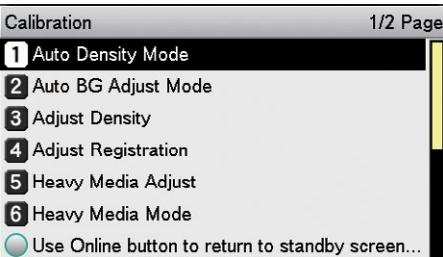 Calibration 1/2 Page
1 Auto Density Mode
2 Auto BG Adjust Mode
3 Adjust Density
4 Adjust Registration
5 Heavy Media Adjust
6 Heavy Media Mode
Use Online button to return to standby screen...